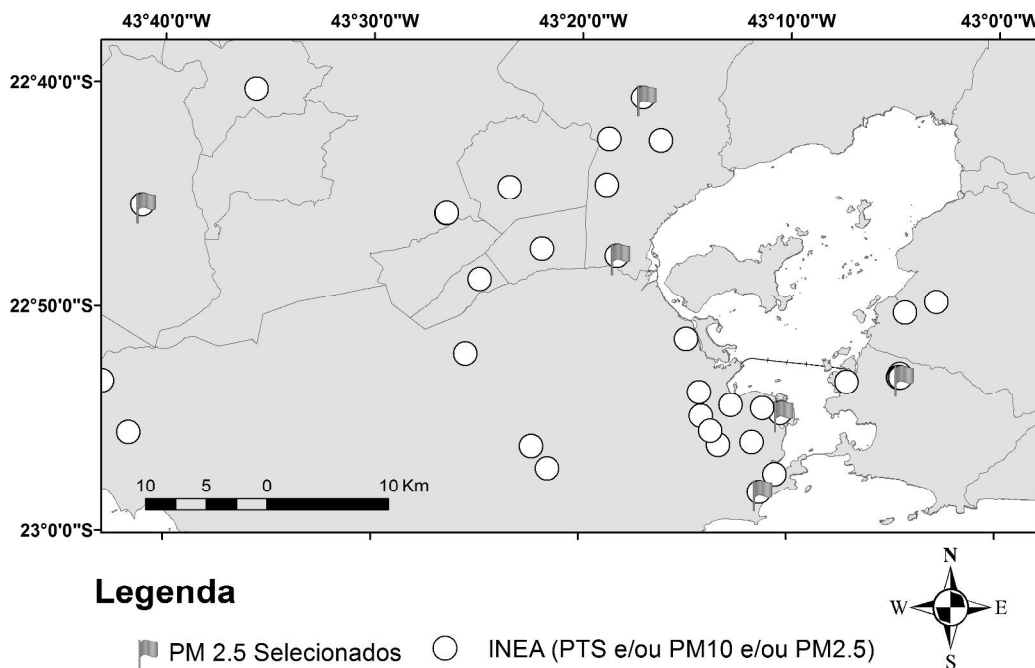 43°40'0"W 43°30'0"W 43°20'0"W 43°10'0"W 43°0'0"W
22°40'0"S
22°50'0"S
10 5 0 10 Km
23°0'0"S
Legenda
PM 2.5 Selecionados INEA (PTS e/ou PM10 e/ou PM2.5)
N
W E
S